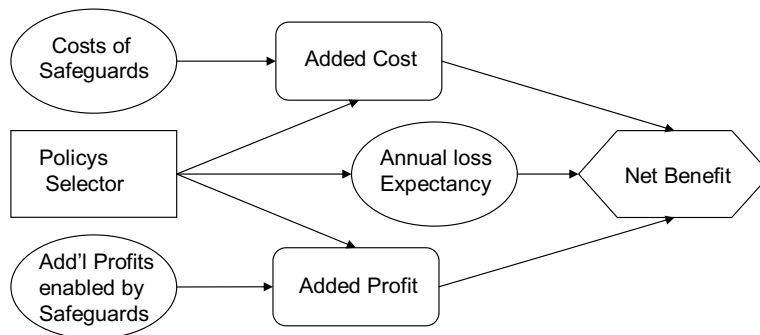 Costs of
Safeguards
Added Cost
Policys
Selector
Annual loss
Expectancy
Net Benefit
Add'l Profits
enabled by
Safeguards
Added Profit